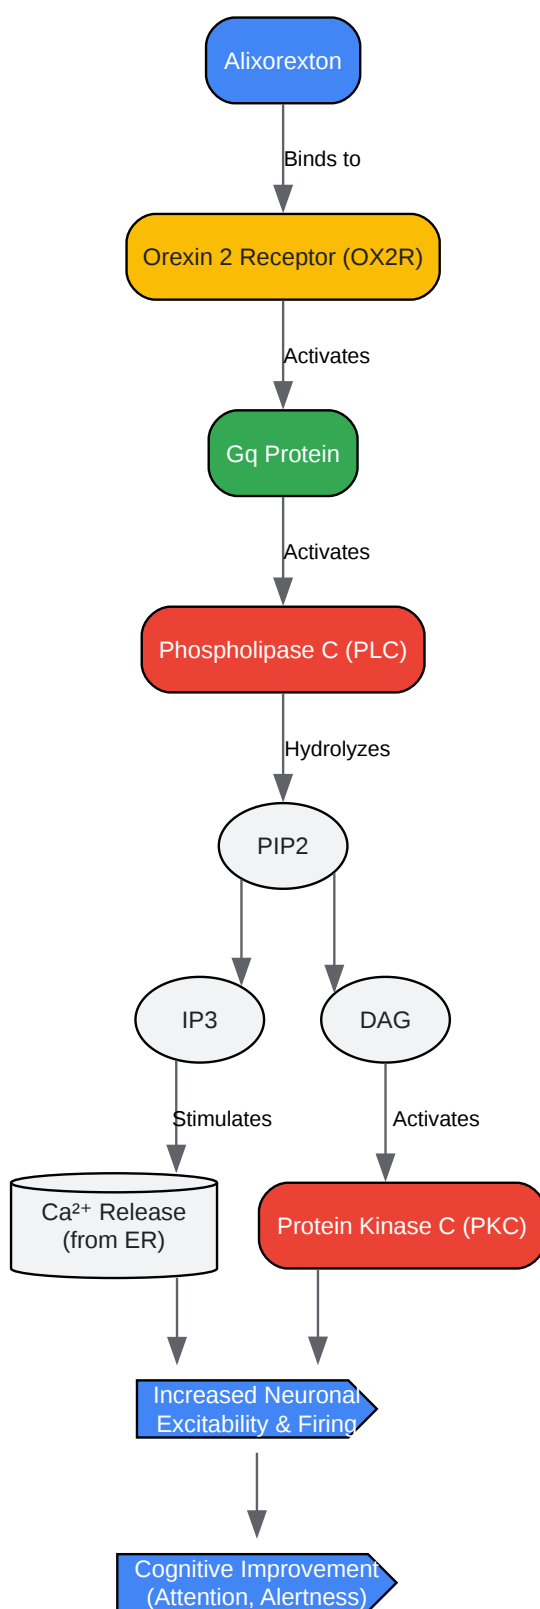 Alixorexton
Binds to
Orexin 2 Receptor (OX2R)
Activates
Gq Protein
Activates
Phospholipase C (PLC)
Hydrolyzes
PIP2
IP3
DAG
Stimulates
Activates
Ca²⁺ Release
(from ER)
Protein Kinase C (PKC)
Increased Neuronal
Excitability & Firing
Cognitive Improvement
(Attention, Alertness)